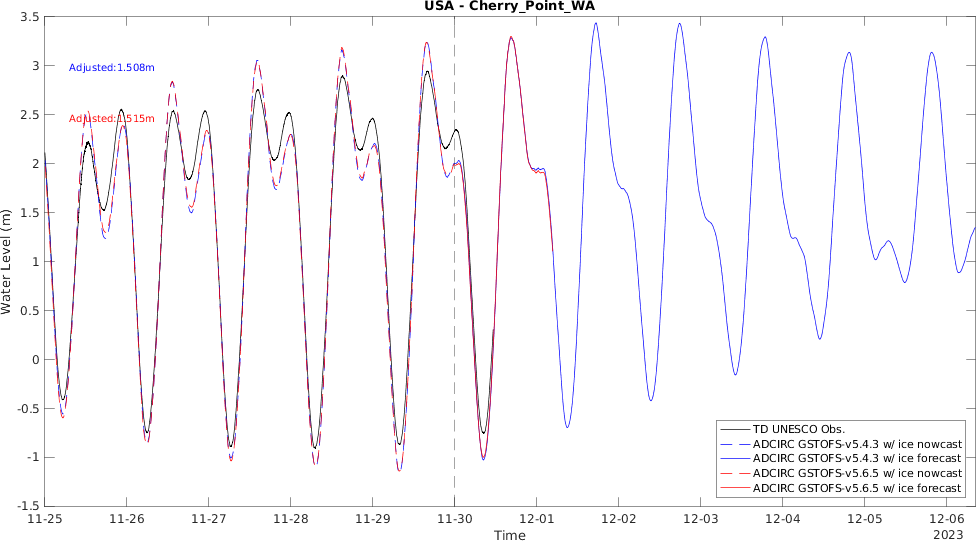 USA - Cherry_Point_WA
3.5
3
2.5
2
1.5
1
0.5
0
-0.5
-1
-1.5
Water Level (m)
Adjusted:1.508m
Adjusted:1.515m
TD UNESCO Obs.
ADCIRC GSTOFS-v5.4.3 w/ ice nowcast
ADCIRC GSTOFS-v5.4.3 w/ ice forecast
ADCIRC GSTOFS-v5.6.5 w/ ice nowcast
ADCIRC GSTOFS-v5.6.5 w/ ice forecast
11-25 11-26 11-27 11-28 11-29 11-30 12-01 12-02 12-03 12-04 12-05 12-06
Time
2023